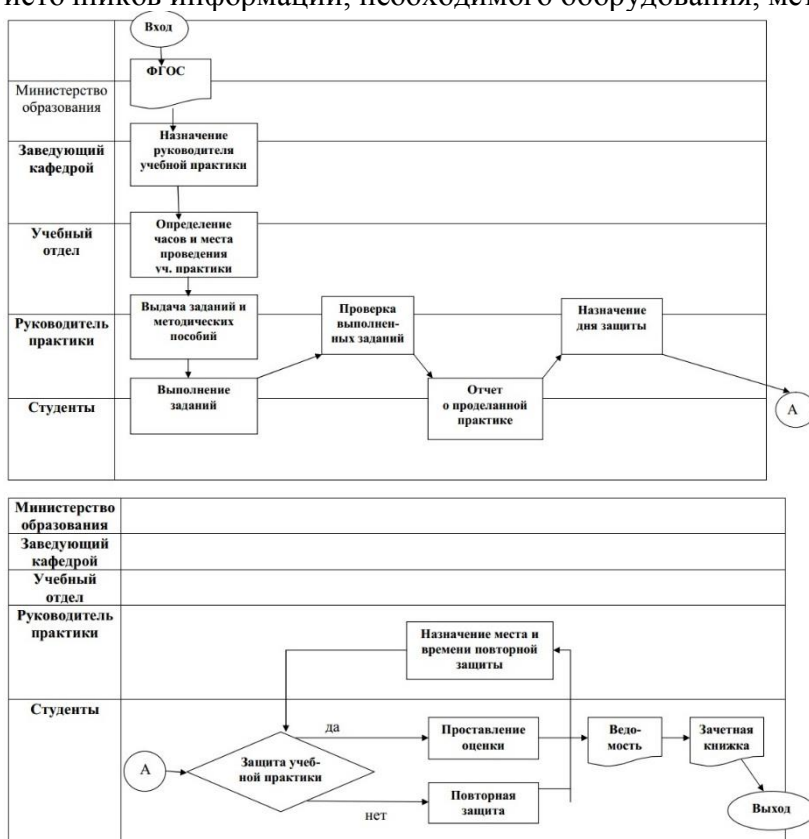 источников информации, необходимого оборудования, мет
Вход
ФГОС
Министерство
образования
Назначение
руководителя
учебной практики
Заведующий
кафедрой
Определение
часов и места
проведения
уч. практики
Учебный
отдел
Выдача заданий и
методических
пособий
Проверка
выполнен-
ных заданий
Назначение
дня защиты
Руководитель
практики
Выполнение
заданий
Отчет
о проделанной
практике
Студенты
А
Министерство
образования
Заведующий
кафедрой
Учебный
отдел
Руководитель
практики
Назначение места и
времени повторной
защиты
Студенты
да
Проставление
оценки
Ведо-
мость
Зачетная
книжка
А
Защита учеб-
ной практики
нет
Повторная
защита
Выход